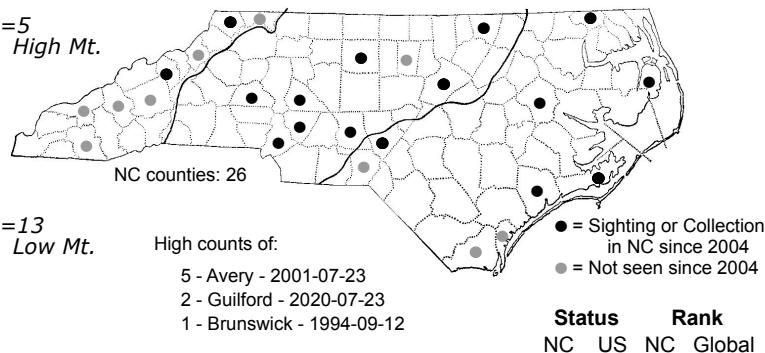 =5
High Mt.
NC counties: 26
=13
Low Mt.
High counts of:
5 - Avery - 2001-07-23
2 - Guilford - 2020-07-23
1 - Brunswick - 1994-09-12
= Sighting or Collection
in NC since 2004
= Not seen since 2004
Status Rank
NC US NC Global